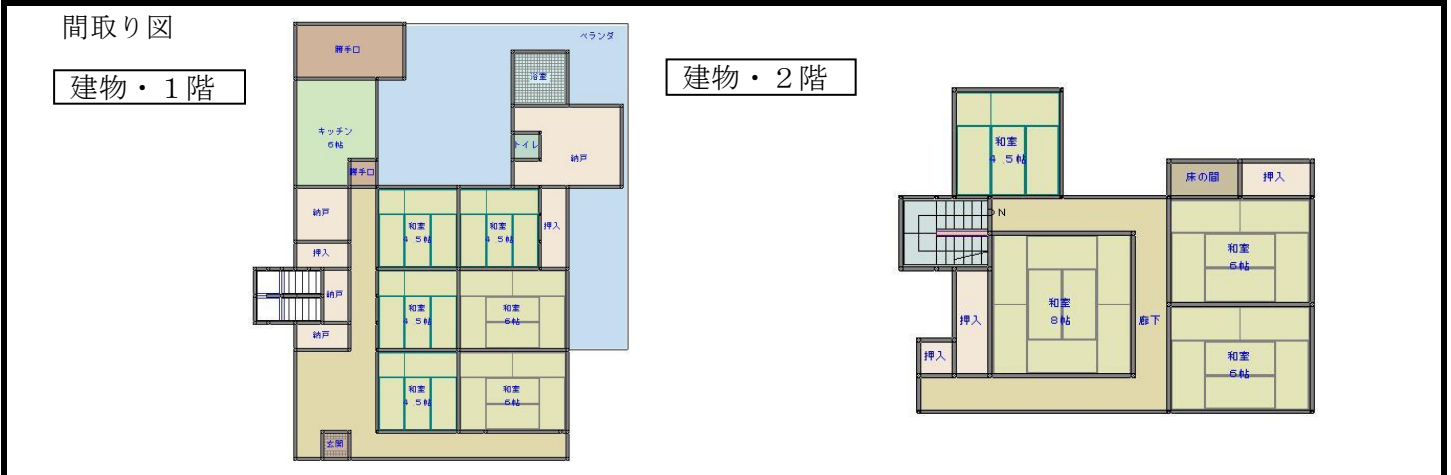 間取り図
建物・1階
建物・2階
ベランダ
勝手口
浴室
キッチン
6帖
トイレ
納戸
勝手口
納戸
和室
4.5帖
和室
4.5帖
押入
押入
納戸
和室
4.5帖
和室
6帖
納戸
和室
4.5帖
和室
6帖
玄関
和室
4.5帖
床の間
押入
N
和室
6帖
和室
8帖
押入
廊下
押入
和室
6帖